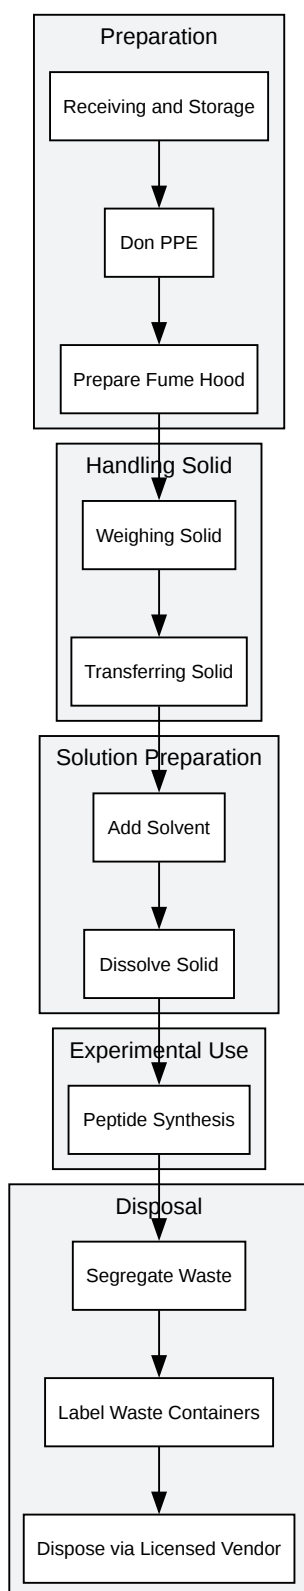 Preparation
Receiving and Storage
Don PPE
Prepare Fume Hood
Handling Solid
Weighing Solid
Transferring Solid
Solution Preparation
Add Solvent
Dissolve Solid
Experimental Use
Peptide Synthesis
Disposal
Segregate Waste
Label Waste Containers
Dispose via Licensed Vendor